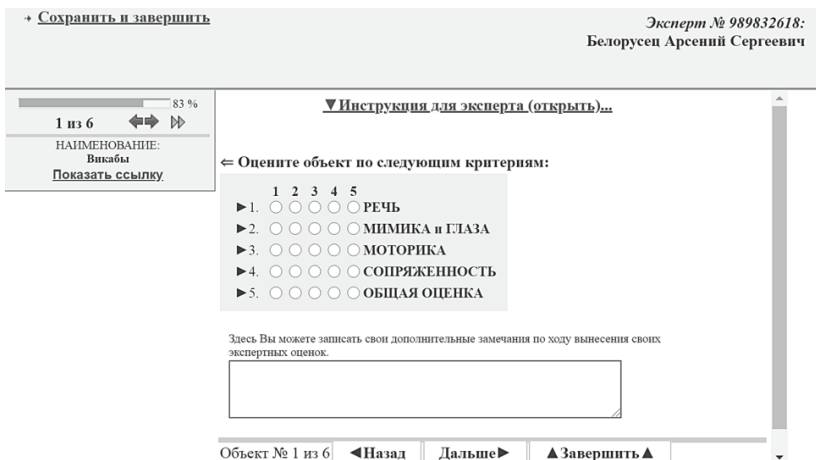 Сохранить и завершить
Эксперт № 989832618:
Белорусец Арсений Сергеевич
83 %
1 из 6
НАИМЕНОВАНИЕ:
Викабы
Показать ссылку
▼Инструкция для эксперта (открыть)...
⇐ Оцените объект по следующим критериям:
1 2 3 4 5
►1. РЕЧЬ
►2. МИМИКА и ГЛАЗА
►3. МОТОРИКА
►4. СОПРЯЖЕННОСТЬ
►5. ОБЩАЯ ОЦЕНКА
Здесь Вы можете записать свои дополнительные замечания по ходу вынесения своих
экспертных оценок.
Объект № 1 из 6 ◄Назад Дальше► ▲Завершить▲